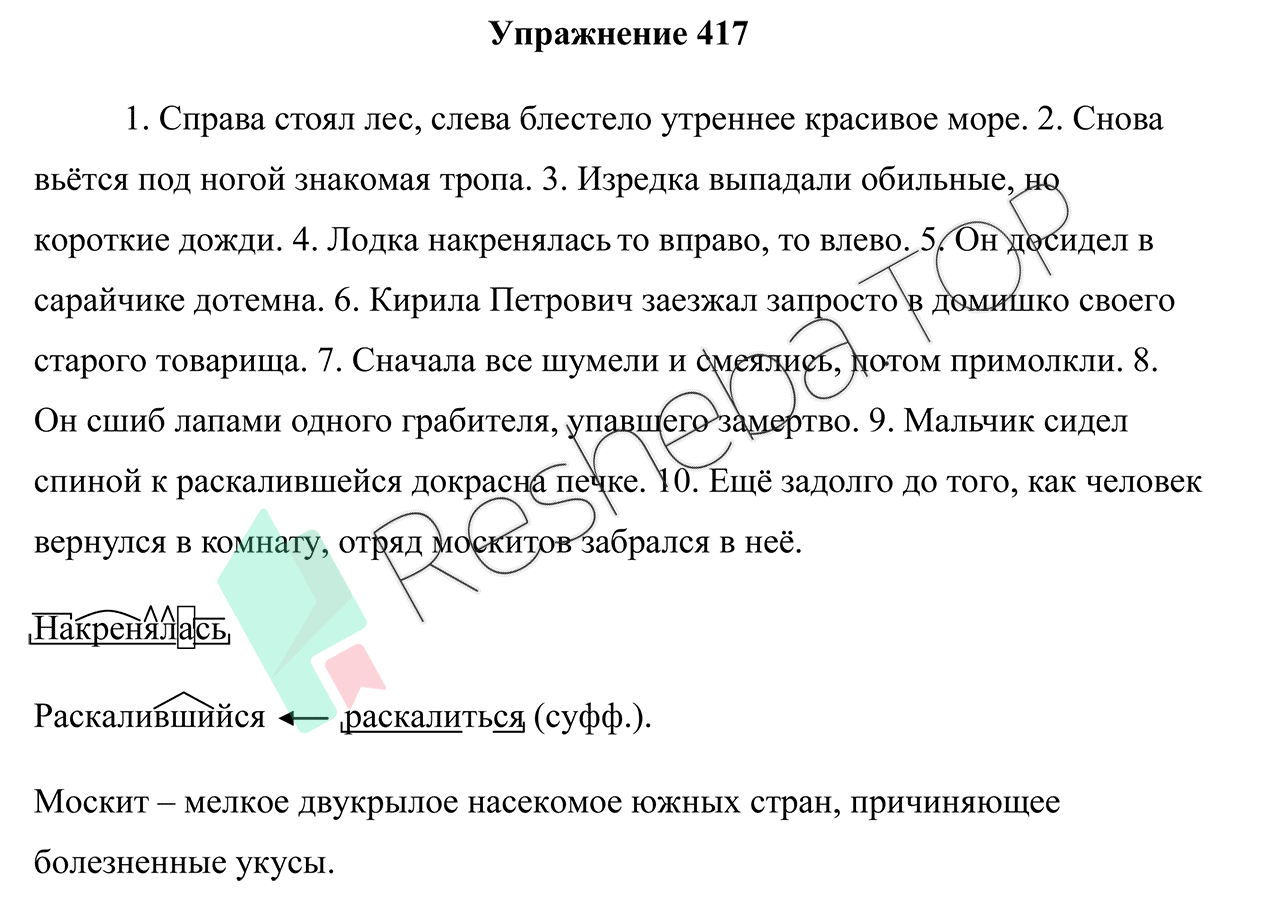 Упражнение 417
1. Справа стоял лес, слева блестело утреннее красивое море. 2. Снова
вьётся под ногой знакомая тропа. 3. Изредка выпадали обильные, но
короткие дожди. 4. Лодка накренялась то вправо, то влево. 5. Он досидел в
сарайчике дотемна. 6. Кирила Петрович заезжал запросто в домишко своего
старого товарища. 7. Сначала все шумели и смеялись, потом примолкли. 8.
Он сшиб лапами одного грабителя, упавшего замертво. 9. Мальчик сидел
спиной к раскалившейся докрасна печке. 10. Ещё задолго до того, как человек
вернулся в комнату, отряд москитов забрался в неё.
Накренялась
Раскалившийся ← раскалиться (суфф.).
Москит – мелкое двукрылое насекомое южных стран, причиняющее
болезненные укусы.
Resheba TOP